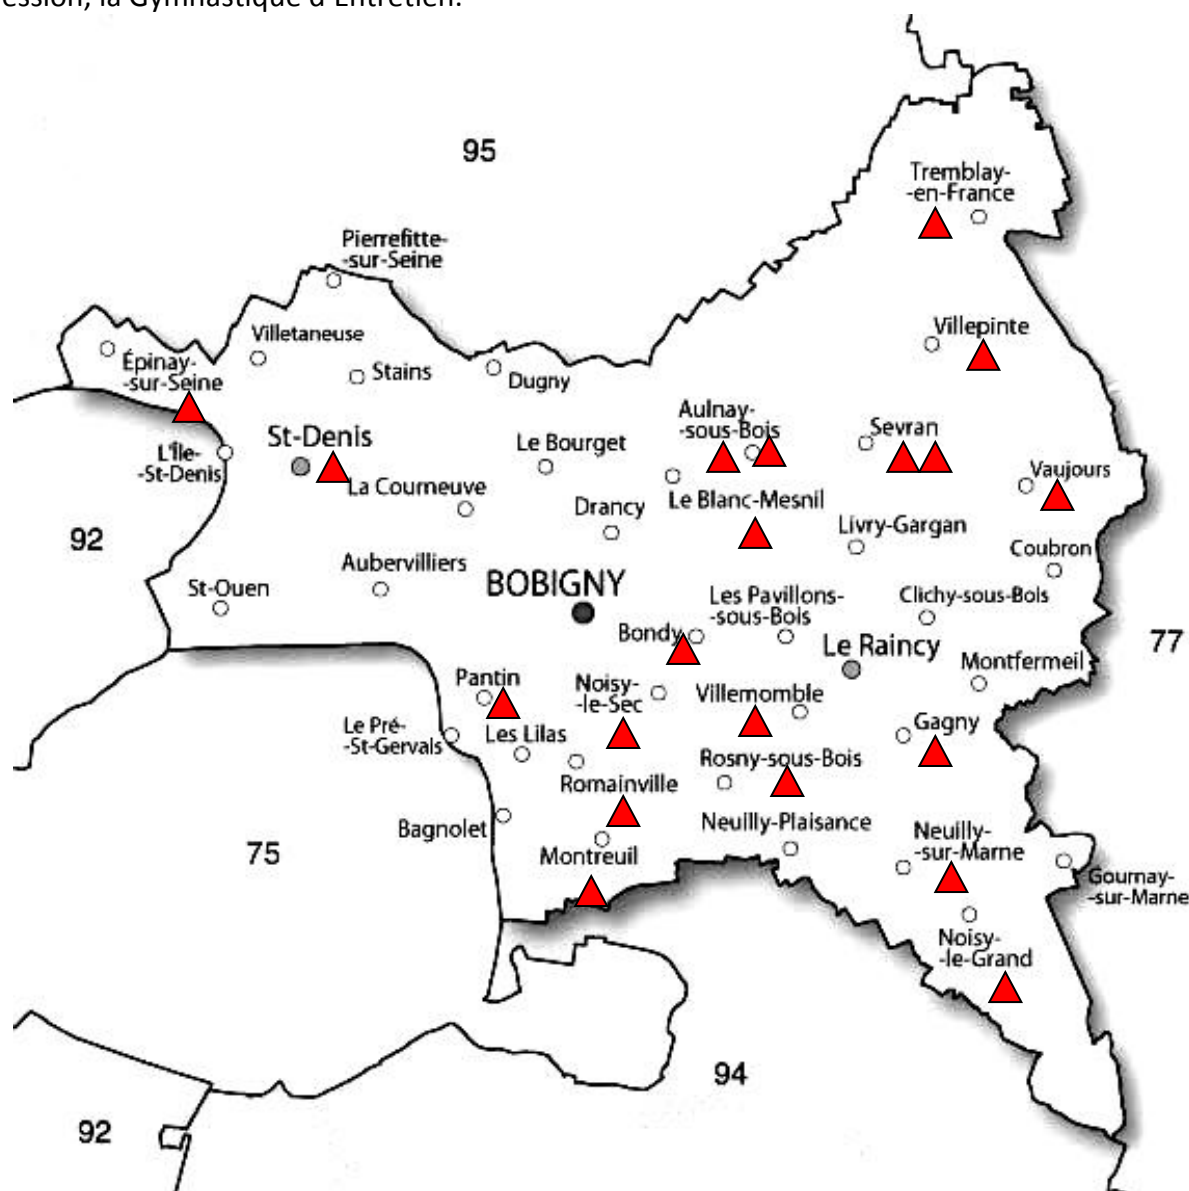 ession, la Gymnastique d'Entretien.
95
Tremblay-
-en-France
Pierrefitte-
-sur-Seine
Villetaneuse
Villepinte
Épinay-
-sur-Seine
Stains
Dugny
Aulnay-
-sous-Bois
Sevran
St-Denis
Le Bourget
L'Île-
-St-Denis
Vaujours
La Courneuve
Le Blanc-Mesnil
Drancy
Livry-Gargan
92
Coubron
Aubervilliers
BOBIGNY
St-Ouen
Les Pavillons-
-sous-Bois
Clichy-sous-Bois
Bondy
Le Raincy
77
Montfermeil
Pantin
Noisy-
-le-Sec
Villemomble
Le Pré-
-St-Gervais
Les Lilas
Gagny
Rosny-sous-Bois
Romainville
Bagnolet
Neuilly-Plaisance
Neuilly-
-sur-Marne
75
Montreuil
Gournay-
-sur-Marne
Noisy-
-le-Grand
94
92